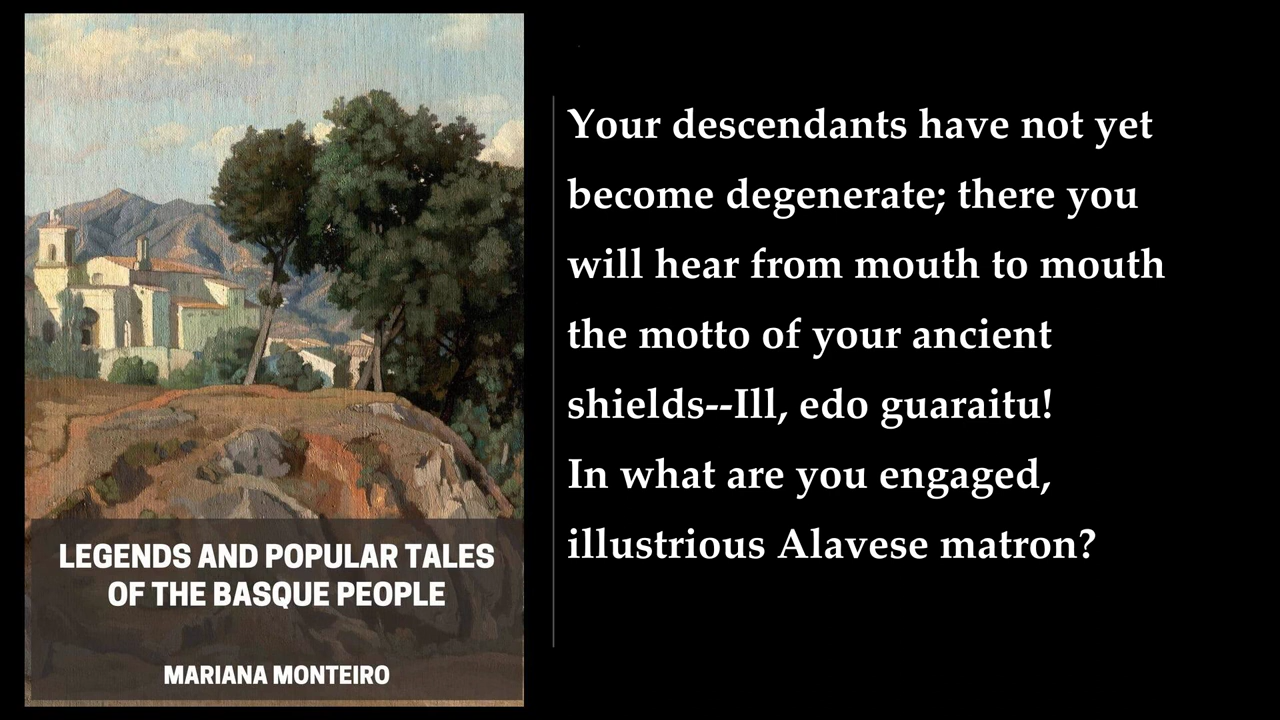 LEGENDS AND POPULAR TALES
OF THE BASQUE PEOPLE
MARIANA MONTEIRO
Your descendants have not yet
become degenerate; there you
will hear from mouth to mouth
the motto of your ancient
shields--Ill, edo guaraitu!
In what are you engaged,
illustrious Alavese matron?